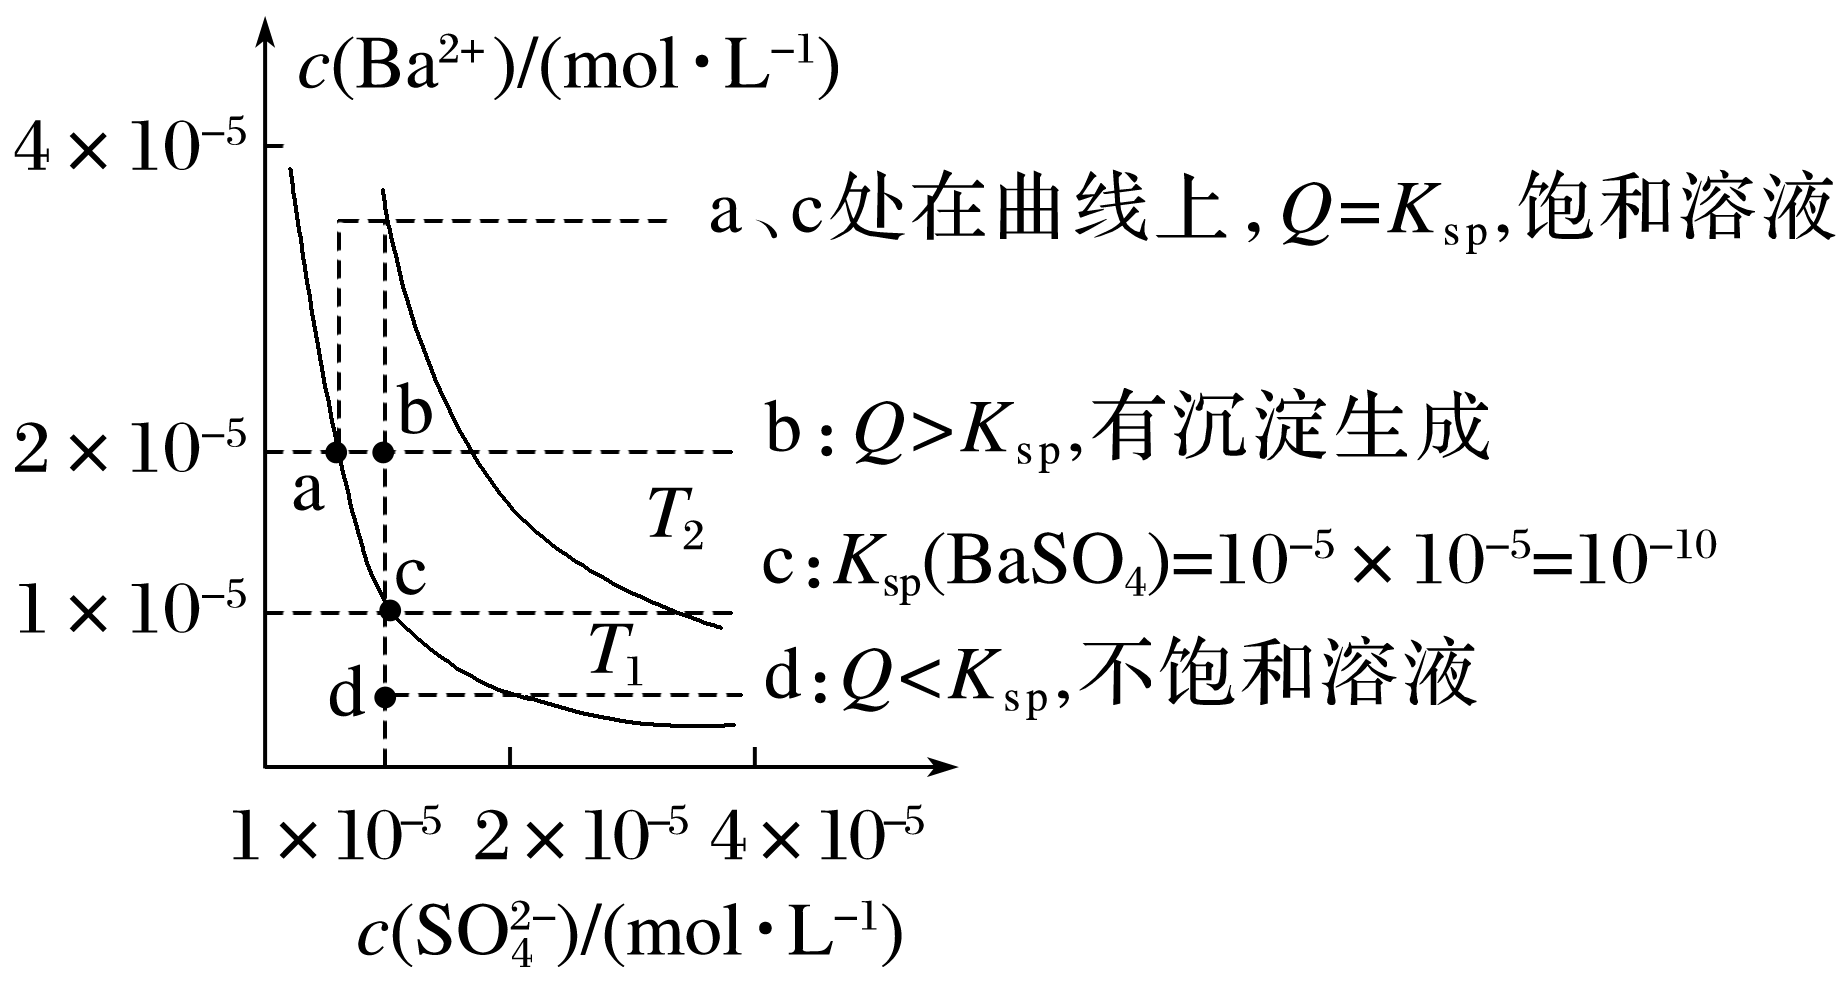 c(Ba²⁺)/(mol·L⁻¹)
4×10⁻⁵
a、c处在曲线上,Q=Kₛₚ,饱和溶液
b
b:Q>Kₛₚ,有沉淀生成
2×10⁻⁵
a
T₂
c
c:Kₛₚ(BaSO₄)=10⁻⁵×10⁻⁵=10⁻¹⁰
1×10⁻⁵
T₁
d
d:Q<Kₛₚ,不饱和溶液
1×10⁻⁵ 2×10⁻⁵ 4×10⁻⁵
c(SO₄²⁻)/(mol·L⁻¹)